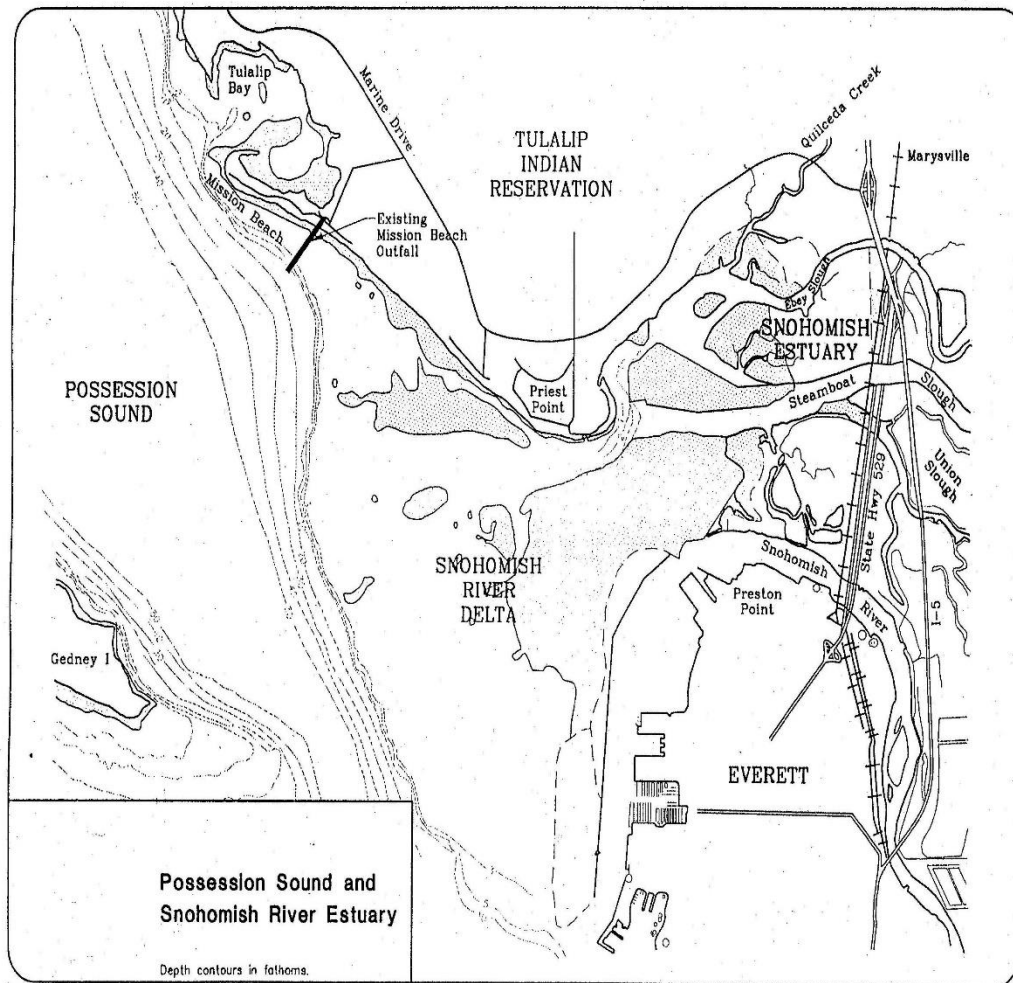 Tulalip
Bay
Marine Drive
TULALIP
INDIAN
RESERVATION
Quilceda Creek
Marysville
Mission Beach
Existing
Mission Beach
Outfall
Ebey Slough
SNOHOMISH
ESTUARY
POSSESSION
SOUND
Priest
Point
Steamboat
Slough
Union
Slough
State Hwy 529
SNOHOMISH
RIVER
DELTA
Snohomish
River
Preston
Point
I-5
Gedney I
EVERETT
Possession Sound and
Snohomish River Estuary
Depth contours in fathoms.